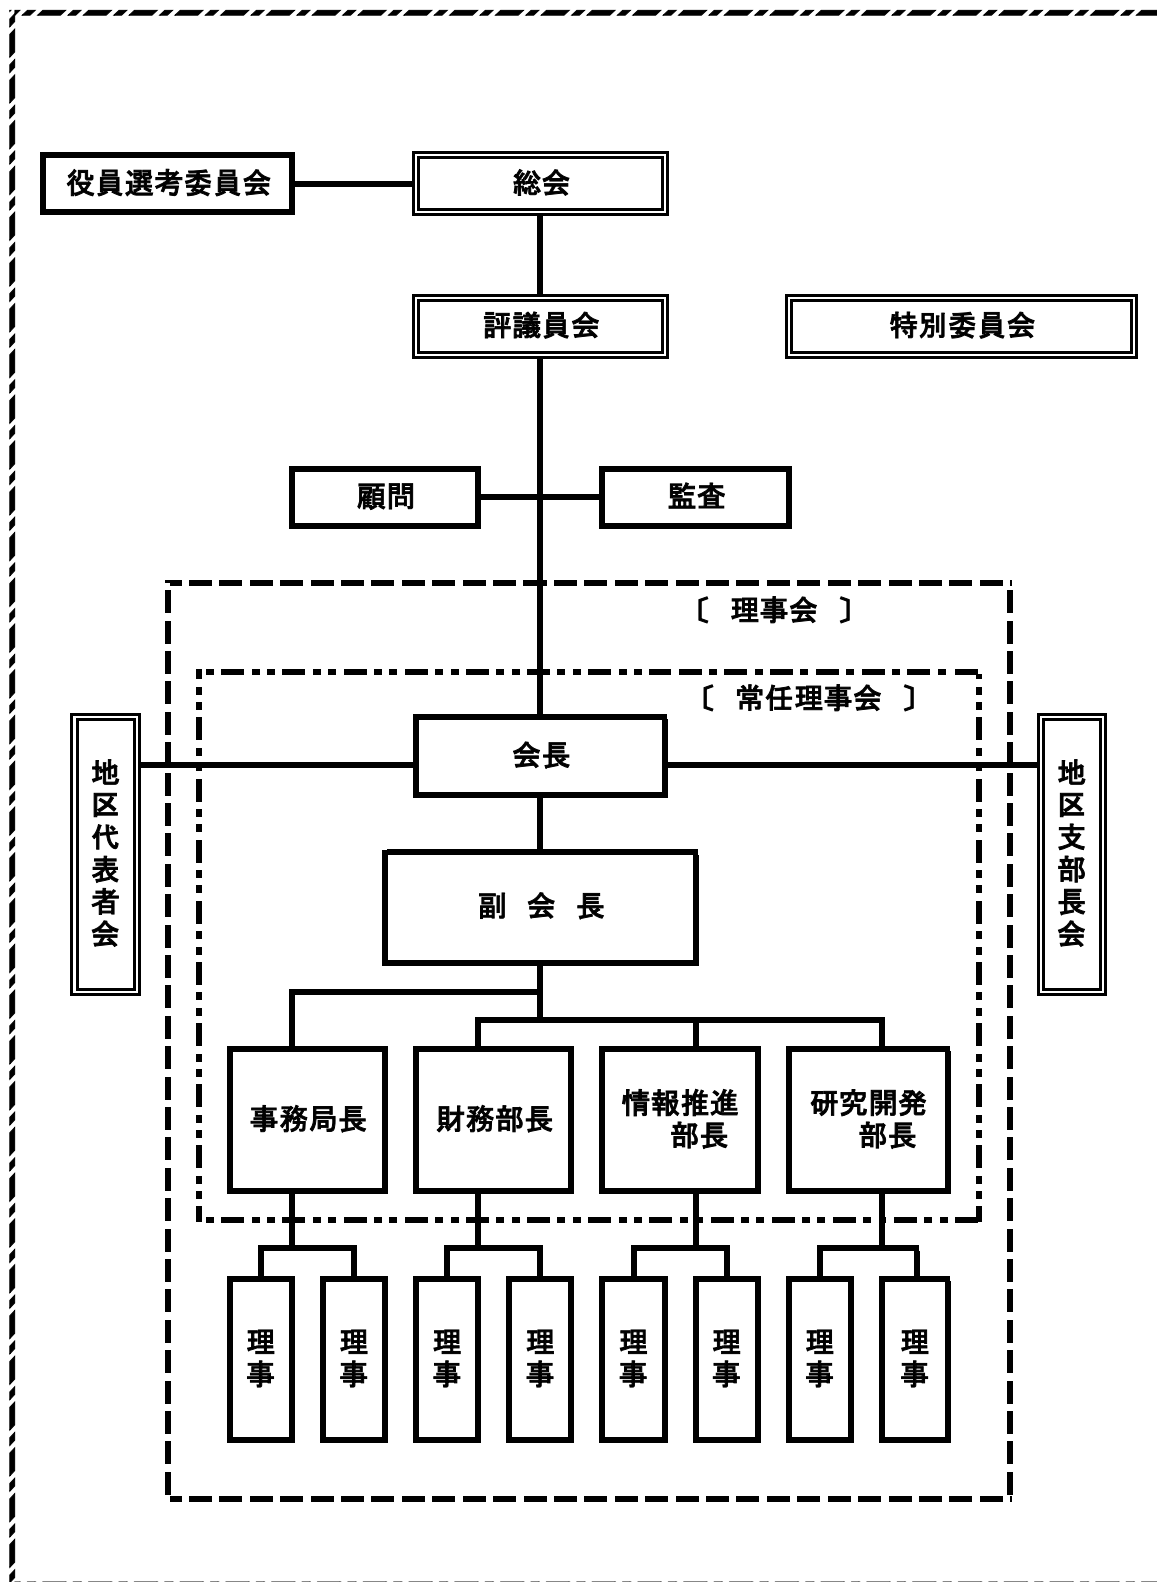 役員選考委員会
総会
評議員会
特別委員会
顧問
監査
〔 理事会 〕
〔 常任理事会 〕
会長
地区代表者会
地区支部長会
副 会 長
事務局長
財務部長
情報推進
部長
研究開発
部長
理事
理事
理事
理事
理事
理事
理事
理事